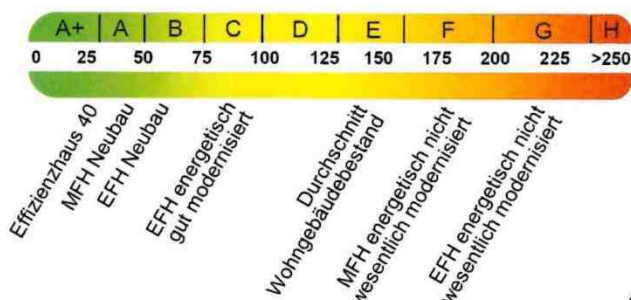 A+ A B C D E F G H
0 25 50 75 100 125 150 175 200 225 >250
Effizienzhaus 40
MFH Neubau
EFH Neubau
EFH energetisch
gut modernisiert
Durchschnitt
Wohngebäudebestand
MFH energetisch nicht
wesentlich modernisiert
EFH energetisch nicht
wesentlich modernisiert